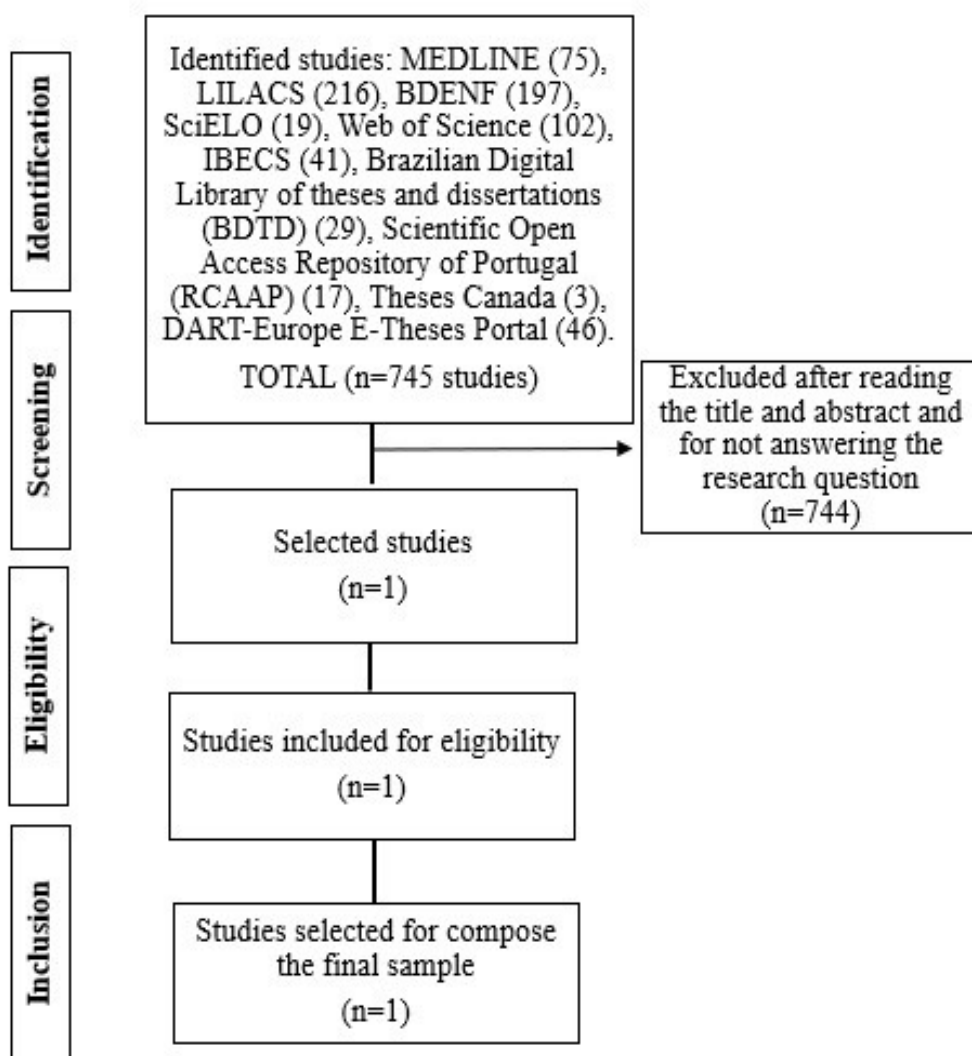 Identification
Identified studies: MEDLINE (75),
LILACS (216), BDENF (197),
SciELO (19), Web of Science (102),
IBECS (41), Brazilian Digital
Library of theses and dissertations
(BDTD) (29), Scientific Open
Access Repository of Portugal
(RCAAP) (17), Theses Canada (3),
DART-Europe E-Theses Portal (46).
TOTAL (n=745 studies)
Screening
Excluded after reading
the title and abstract and
for not answering the
research question
(n=744)
Selected studies
(n=1)
Eligibility
Studies included for eligibility
(n=1)
Inclusion
Studies selected for compose
the final sample
(n=1)